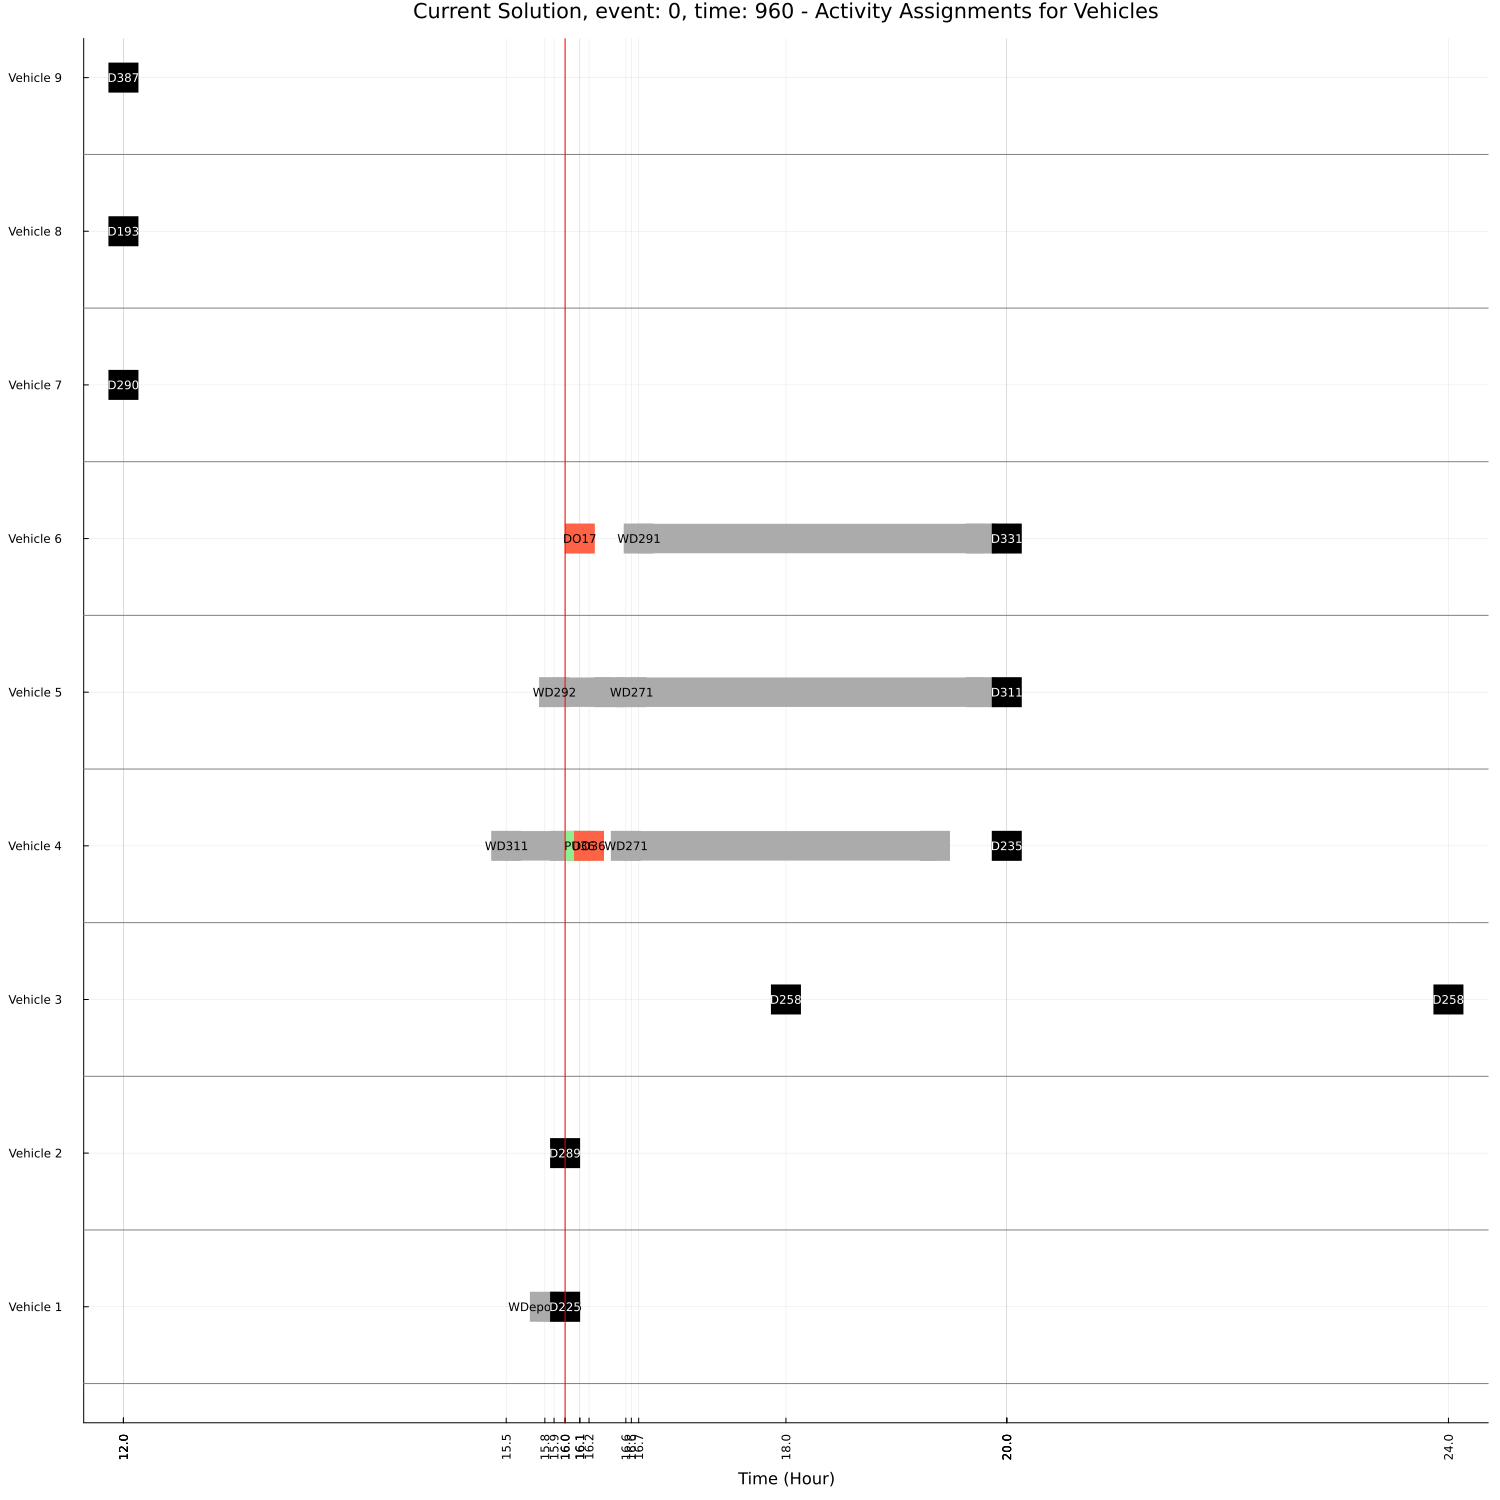 Current Solution, event: 0, time: 960 - Activity Assignments for Vehicles
Vehicle 9
D387
Vehicle 8
D193
Vehicle 7
D290
Vehicle 6
DO17
WD291
D331
Vehicle 5
WD292
WD271
D311
Vehicle 4
WD311
WD271
D235
Vehicle 3
D258
D258
Vehicle 2
D289
Vehicle 1
D225
12.0
15.5
15.8
15.9
16.0
16.1
16.2
16.6
16.7
18.0
20.0
24.0
Time (Hour)